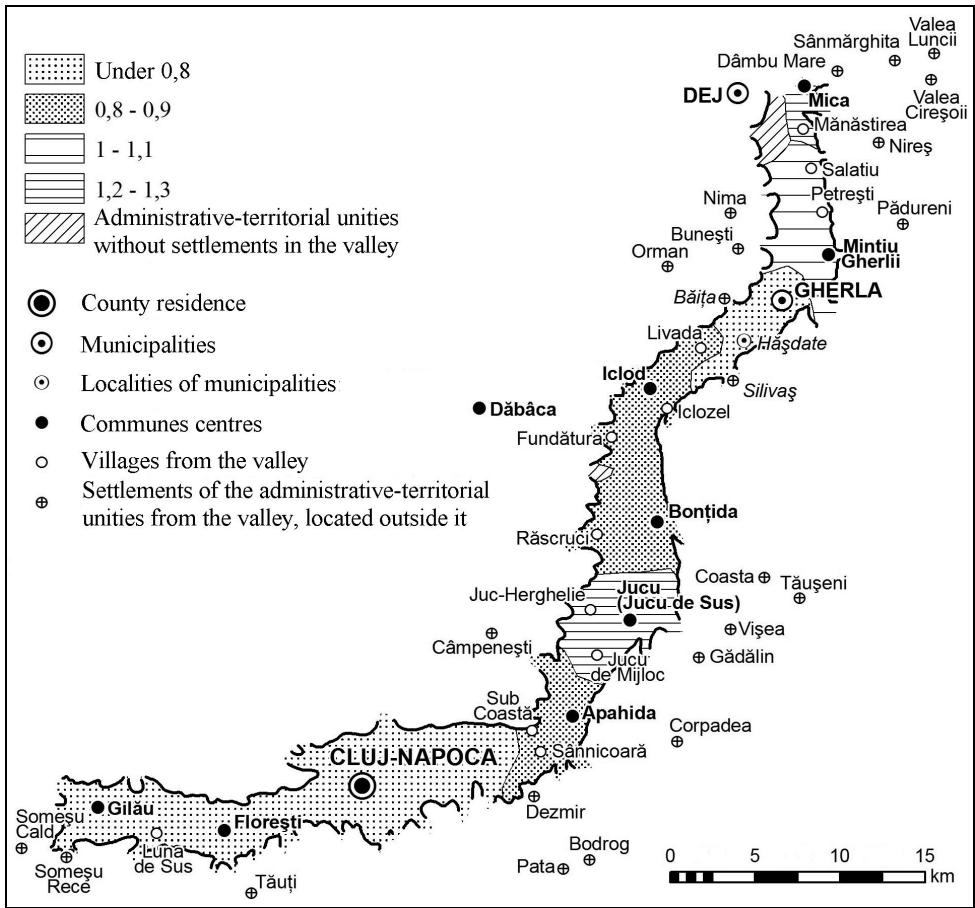 Under 0,8
0,8 - 0,9
1 - 1,1
1,2 - 1,3
Administrative-territorial unities
without settlements in the valley
County residence
Municipalities
Localities of municipalities
Communes centres
Villages from the valley
Settlements of the administrative-territorial
unities from the valley, located outside it
Valea
Luncii
Sânmărghita
Dâmbu Mare
DEJ
Mica
Valea
Cireşoii
Mănăstirea
Nireş
Salatiu
Nima
Petreşti
Pădureni
Buneşti
Orman
Mintiu
Gherlii
Băiţa
GHERLA
Livada
Hăşdate
Iclod
Silivaş
Dăbâca
Iclozel
Fundătura
Bonţida
Răscruci
Coasta
Tăuşeni
Juc-Herghelie
Jucu
(Jucu de Sus)
Vişea
Câmpeneşti
Gădălin
Jucu
de Mijloc
Sub
Coastă
Apahida
Corpadea
Sânnicoară
CLUJ-NAPOCA
Dezmir
Gilău
Someşu
Cald
Floreşti
Luna
de Sus
Someşu
Rece
Tăuţi
Bodrog
Pata
0 5 10 15
km